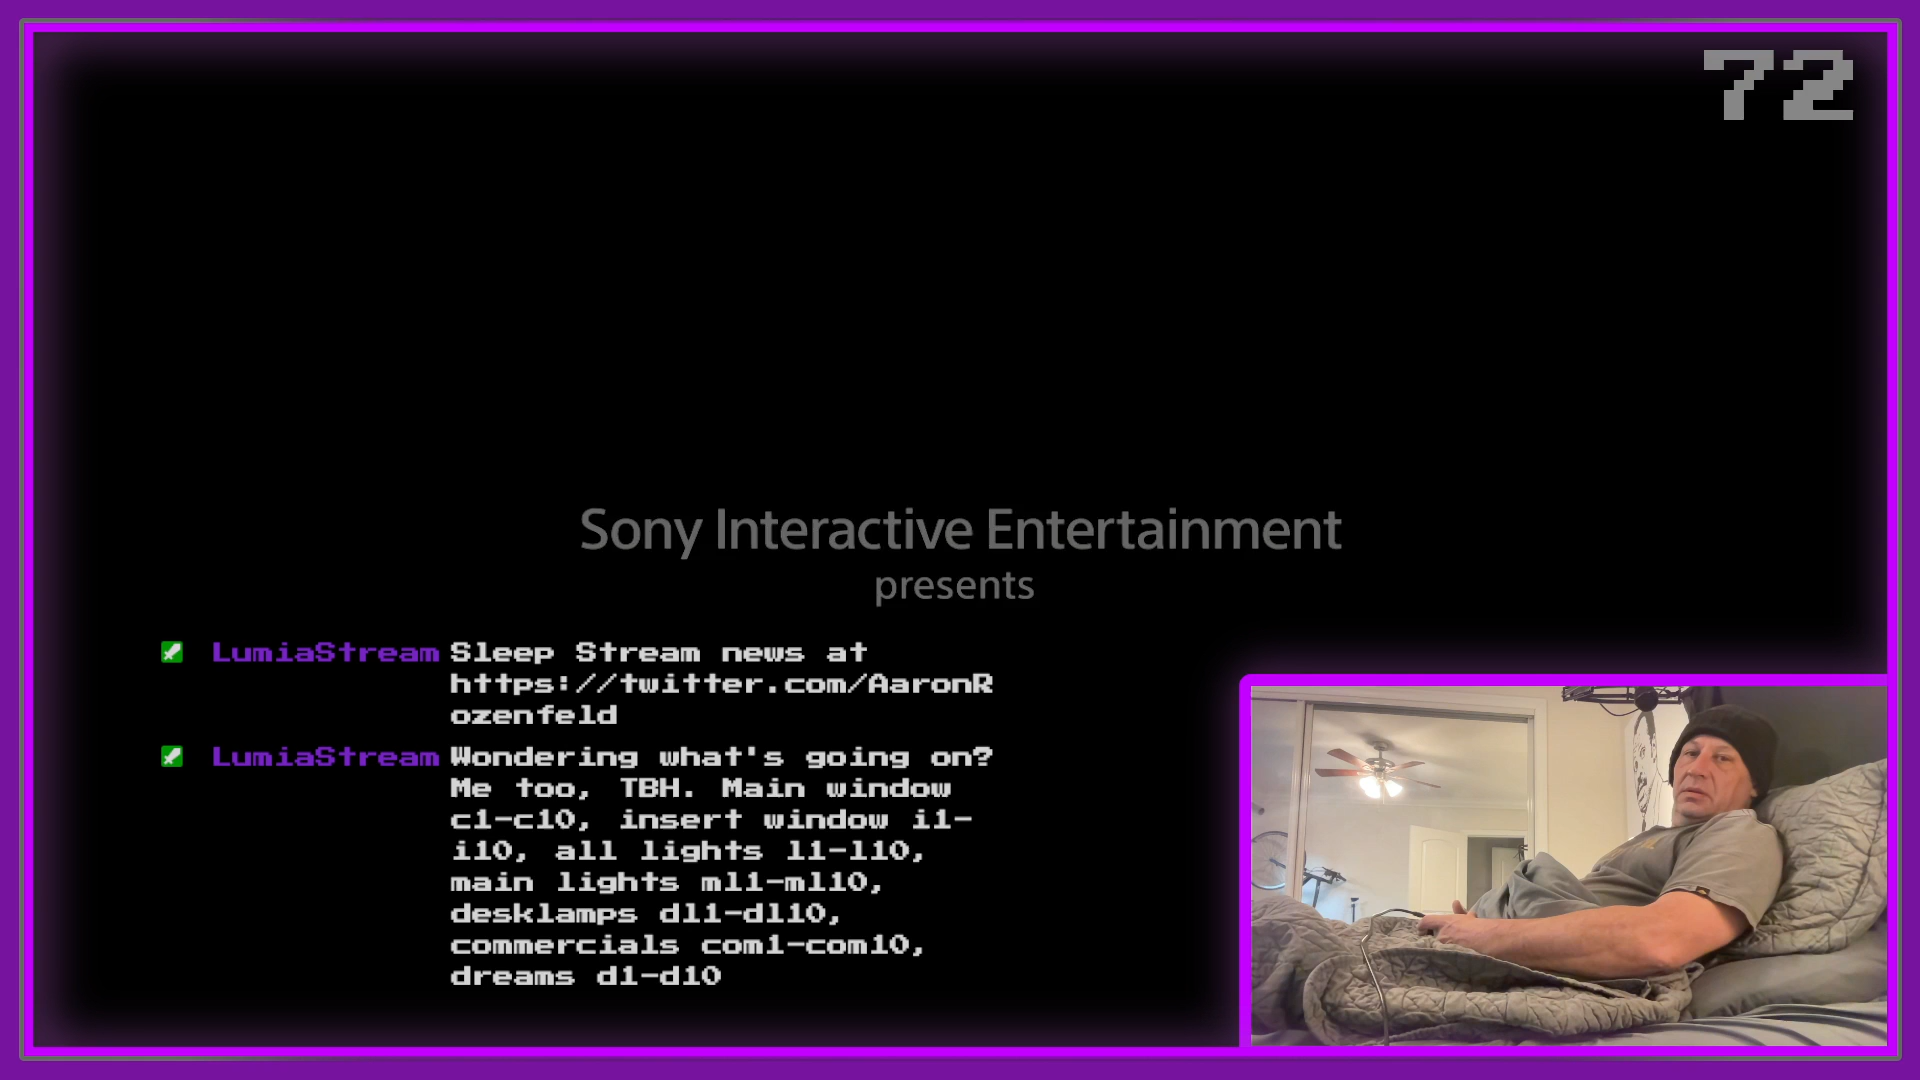 72
Sony Interactive Entertainment
presents
LumiaStream Sleep Stream news at
https://twitter.com/AaronR
ozenfeld
LumiaStream Wondering what's going on?
Me too, TBH. Main window
c1-c10, insert window i1-
i10, all lights l1-l10,
main lights ml1-ml10,
desklamps dl1-dl10,
commercials com1-com10,
dreams d1-d10